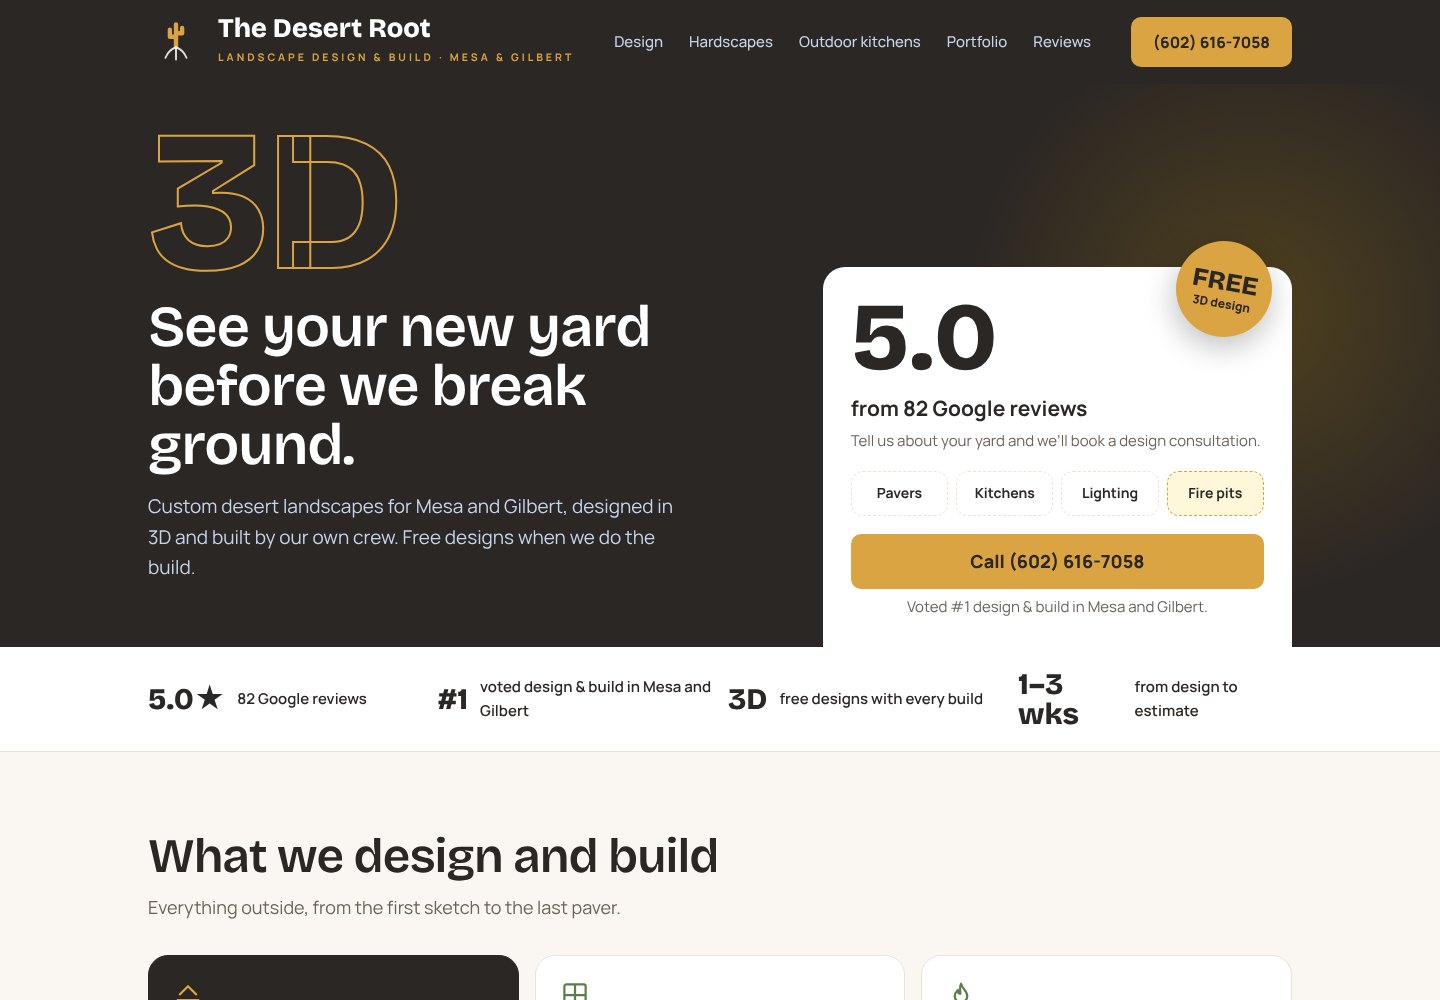 The Desert Root
LANDSCAPE DESIGN & BUILD · MESA & GILBERT
Design
Hardscapes
Outdoor kitchens
Portfolio
Reviews
(602) 616-7058
3D
See your new yard
before we break
ground.
Custom desert landscapes for Mesa and Gilbert, designed in
3D and built by our own crew. Free designs when we do the
build.
FREE
3D design
5.0
from 82 Google reviews
Tell us about your yard and we'll book a design consultation.
Pavers
Kitchens
Lighting
Fire pits
Call (602) 616-7058
Voted #1 design & build in Mesa and Gilbert.
5.0★
82 Google reviews
#1
voted design & build in Mesa and
Gilbert
3D
free designs with every build
1–3
wks
from design to
estimate
What we design and build
Everything outside, from the first sketch to the last paver.